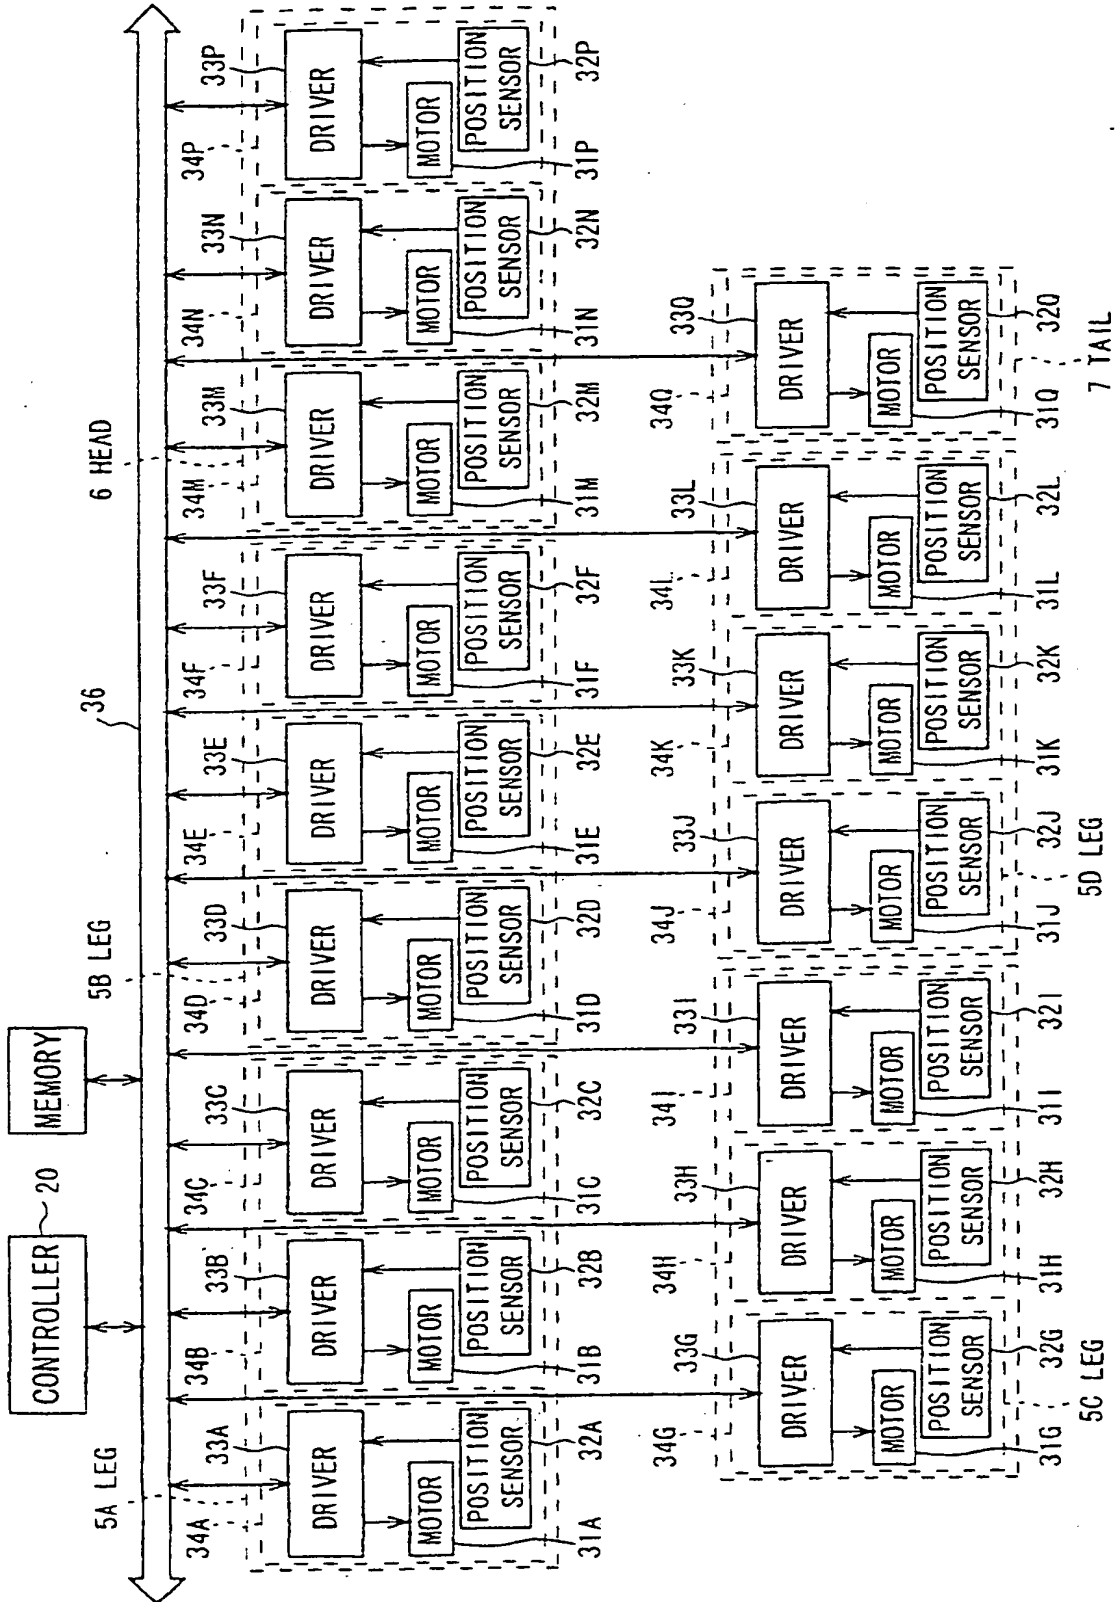 CONTROLLER
20
MEMORY
36
5A LEG
5B LEG
6 HEAD
34A
33A
34B
33B
34C
33C
34D
33D
34E
33E
34F
33F
34M
33M
34N
33N
34P
33P
DRIVER
DRIVER
DRIVER
DRIVER
DRIVER
DRIVER
DRIVER
DRIVER
DRIVER
MOTOR
MOTOR
MOTOR
MOTOR
MOTOR
MOTOR
MOTOR
MOTOR
MOTOR
POSITION
SENSOR
POSITION
SENSOR
POSITION
SENSOR
POSITION
SENSOR
POSITION
SENSOR
POSITION
SENSOR
POSITION
SENSOR
POSITION
SENSOR
POSITION
SENSOR
31A
32A
31B
32B
31C
32C
31D
32D
31E
32E
31F
32F
31M
32M
31N
32N
31P
32P
34G
33G
34H
33H
34I
33I
34J
33J
34K
33K
34L
33L
34Q
33Q
DRIVER
DRIVER
DRIVER
DRIVER
DRIVER
DRIVER
DRIVER
MOTOR
MOTOR
MOTOR
MOTOR
MOTOR
MOTOR
MOTOR
POSITION
SENSOR
POSITION
SENSOR
POSITION
SENSOR
POSITION
SENSOR
POSITION
SENSOR
POSITION
SENSOR
POSITION
SENSOR
31G
32G
31H
32H
31I
32I
31J
32J
31K
32K
31L
32L
31Q
32Q
5C LEG
5D LEG
7 TAIL